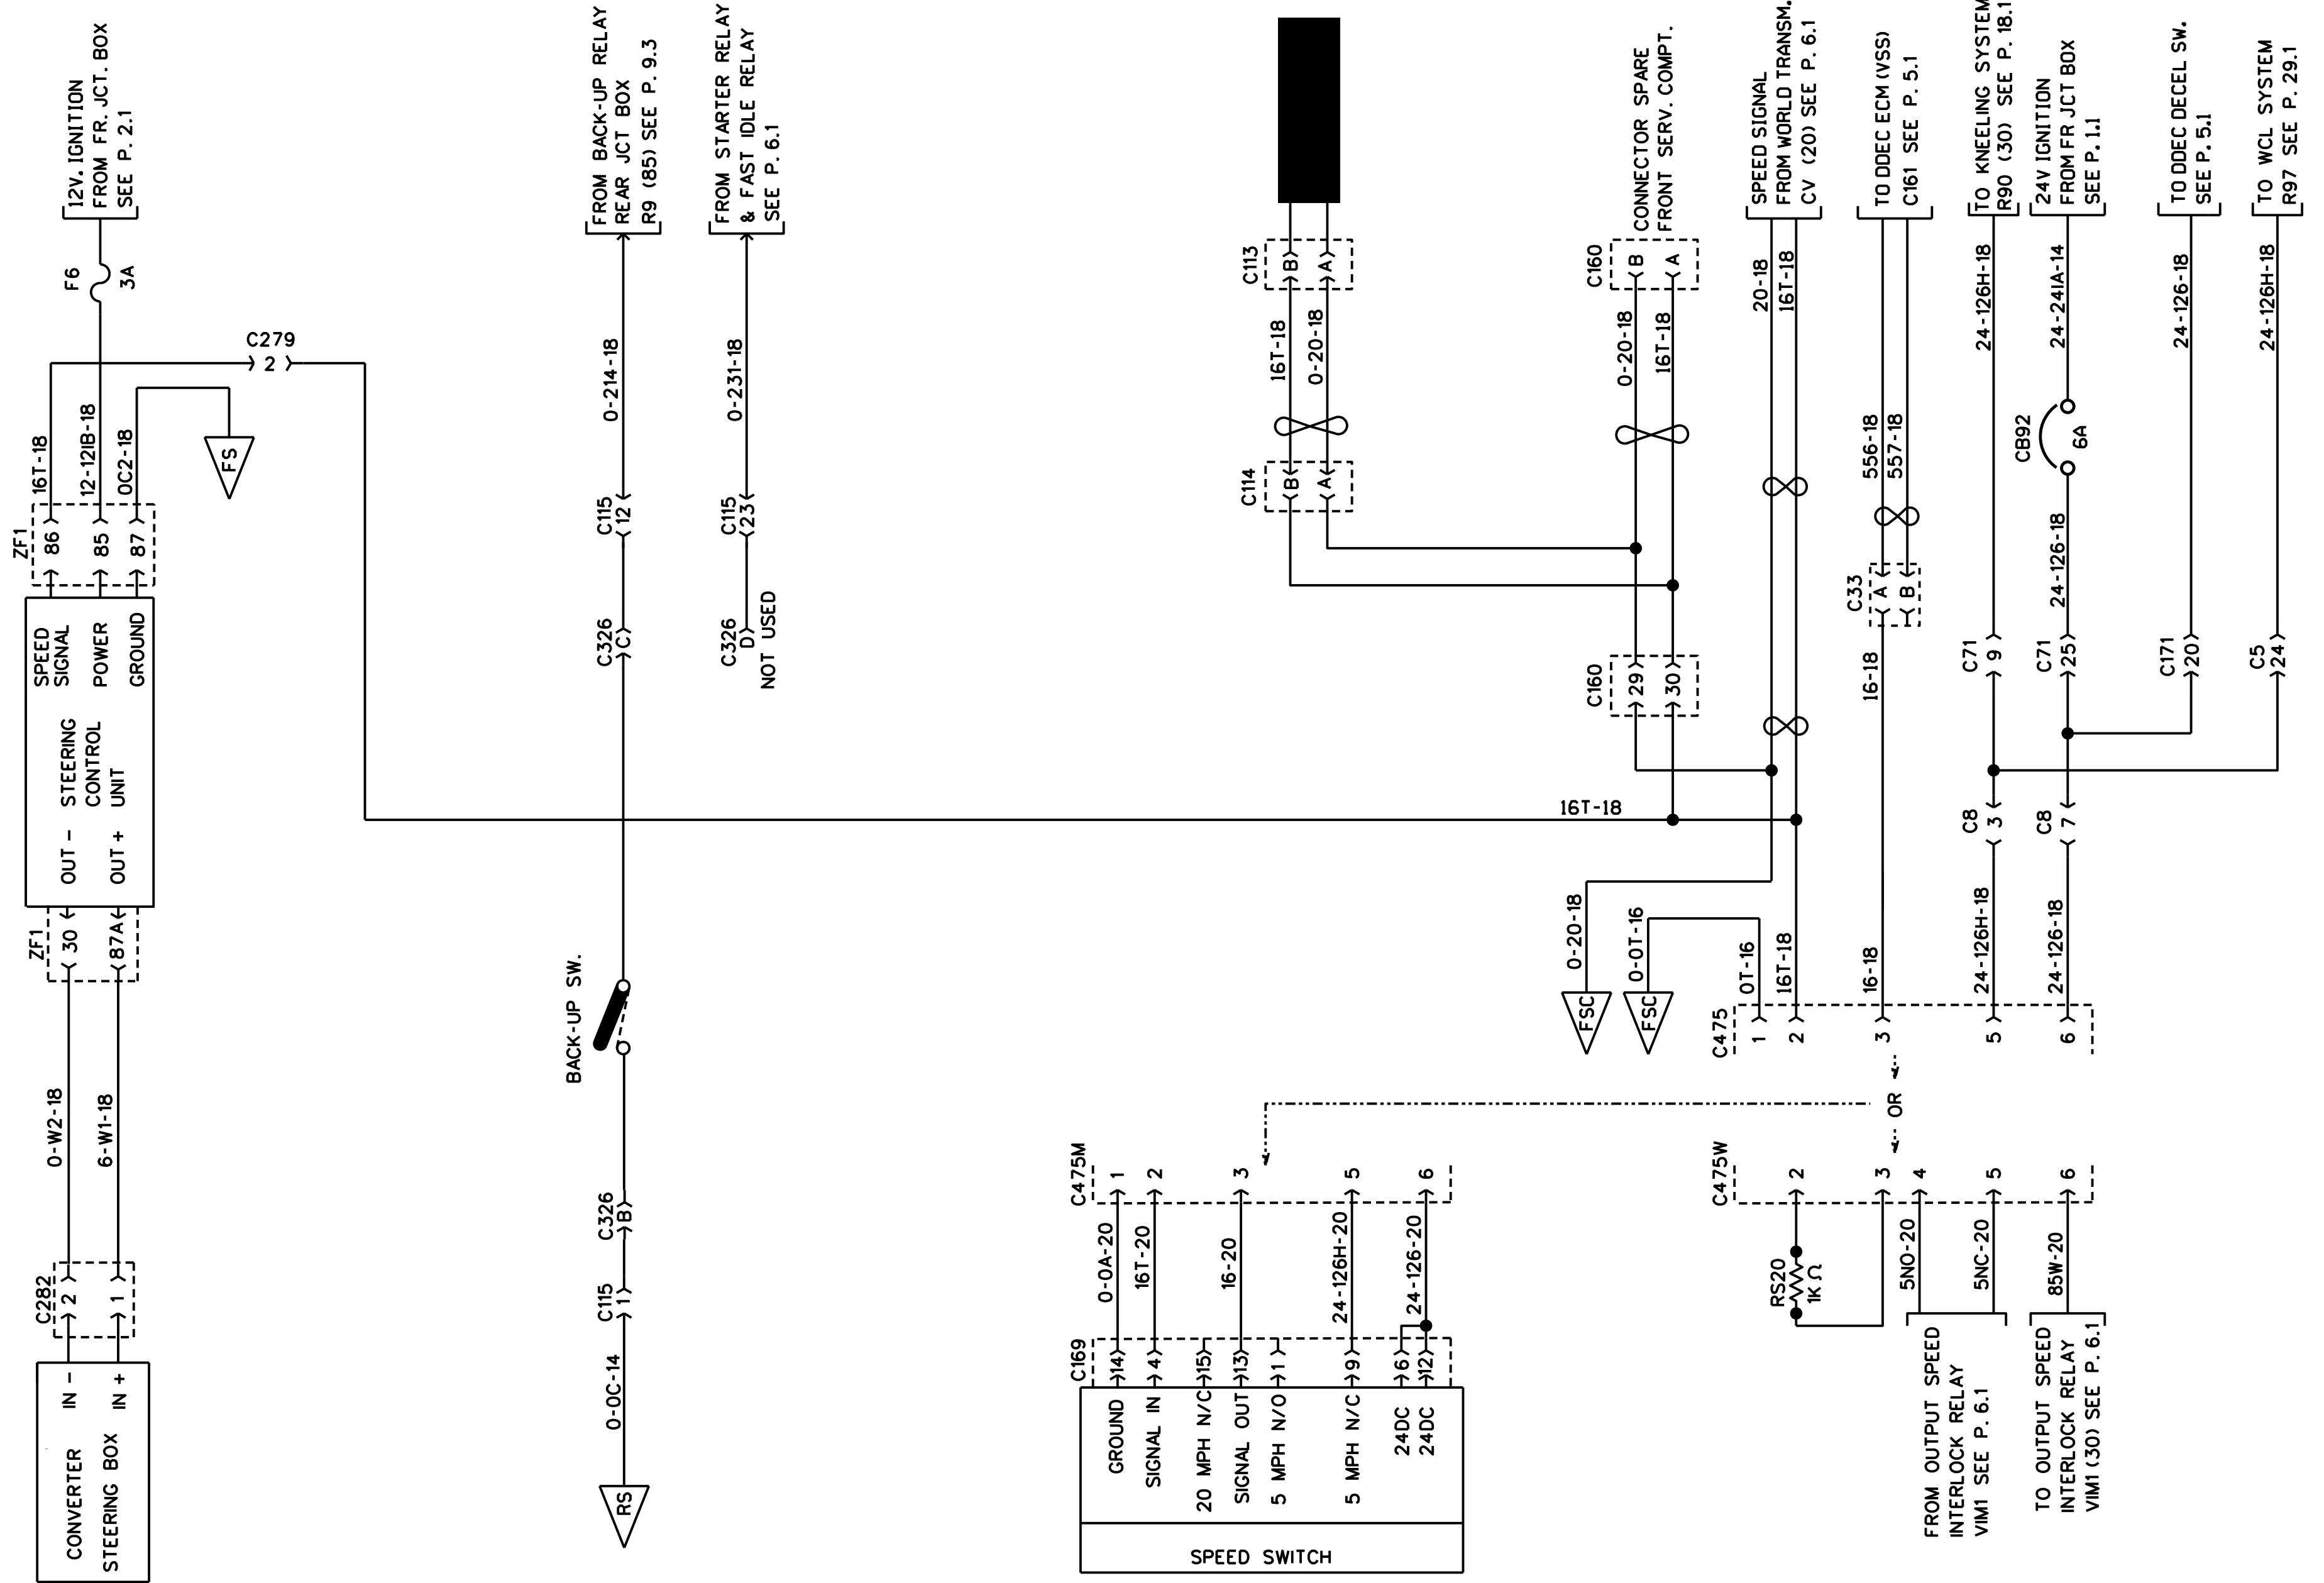 12V. IGNITION
FROM FR. JCT. BOX
SEE P. 2.1
F6
3A
C279
2
16T-18
12-12IB-18
0C2-18
FS
ZF1
86
85
87
SPEED
SIGNAL
POWER
GROUND
STEERING
CONTROL
UNIT
OUT -
OUT +
ZF1
30
87A
0-W2-18
6-W1-18
C282
2
1
IN -
IN +
CONVERTER
STEERING BOX
FROM BACK-UP RELAY
REAR JCT BOX
R9 (85) SEE P. 9.3
0-214-18
C115
12
C326
C
BACK-UP SW.
C326
B
C115
1
0-0C-14
RS
FROM STARTER RELAY
& FAST IDLE RELAY
SEE P. 6.1
0-231-18
C115
23
C326
D
NOT USED
C113
B
A
16T-18
0-20-18
C114
B
A
CONNECTOR SPARE
FRONT SERV. COMPT.
C160
B
A
0-20-18
16T-18
C160
29
30
16T-18
SPEED SIGNAL
FROM WORLD TRANSM.
CV (20) SEE P. 6.1
20-18
16T-18
0-20-18
FSC
0-0T-16
FSC
0T-16
16T-18
TO DDEC ECM (VSS)
C161 SEE P. 5.1
556-18
557-18
C33
A
B
16-18
16-18
TO KNEELING SYSTEM
R90 (30) SEE P. 18.1
24-126H-18
C71
9
C8
3
24-126H-18
24V IGNITION
FROM FR JCT BOX
SEE P. 1.1
24-24IA-14
CB92
6A
24-126-18
C71
25
C8
7
24-126-18
TO DDEC DECEL SW.
SEE P. 5.1
24-126-18
C171
20
TO WCL SYSTEM
R97 SEE P. 29.1
24-126H-18
C5
24
C475
1
2
3
5
6
OR
C475M
1
2
3
5
6
0-0A-20
16T-20
16-20
24-126H-20
24-126-20
C169
14
4
15
13
1
9
6
12
GROUND
SIGNAL IN
20 MPH N/C
SIGNAL OUT
5 MPH N/O
5 MPH N/C
24DC
24DC
SPEED SWITCH
C475W
2
3
4
5
6
RS20
1K Ω
5NO-20
5NC-20
85W-20
FROM OUTPUT SPEED
INTERLOCK RELAY
VIM1 SEE P. 6.1
TO OUTPUT SPEED
INTERLOCK RELAY
VIM1 (30) SEE P. 6.1